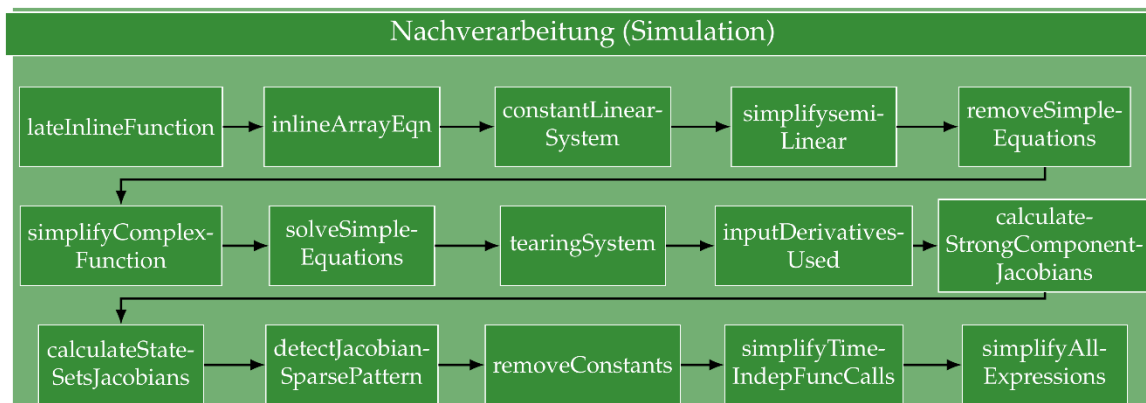 Nachverarbeitung (Simulation)
lateInlineFunction
inlineArrayEqn
constantLinear-
System
simplifysemi-
Linear
removeSimple-
Equations
simplifyComplex-
Function
solveSimple-
Equations
tearingSystem
inputDerivatives-
Used
calculate-
StrongComponent-
Jacobians
calculateState-
SetsJacobians
detectJacobian-
SparsePattern
removeConstants
simplifyTime-
IndepFuncCalls
simplifyAll-
Expressions